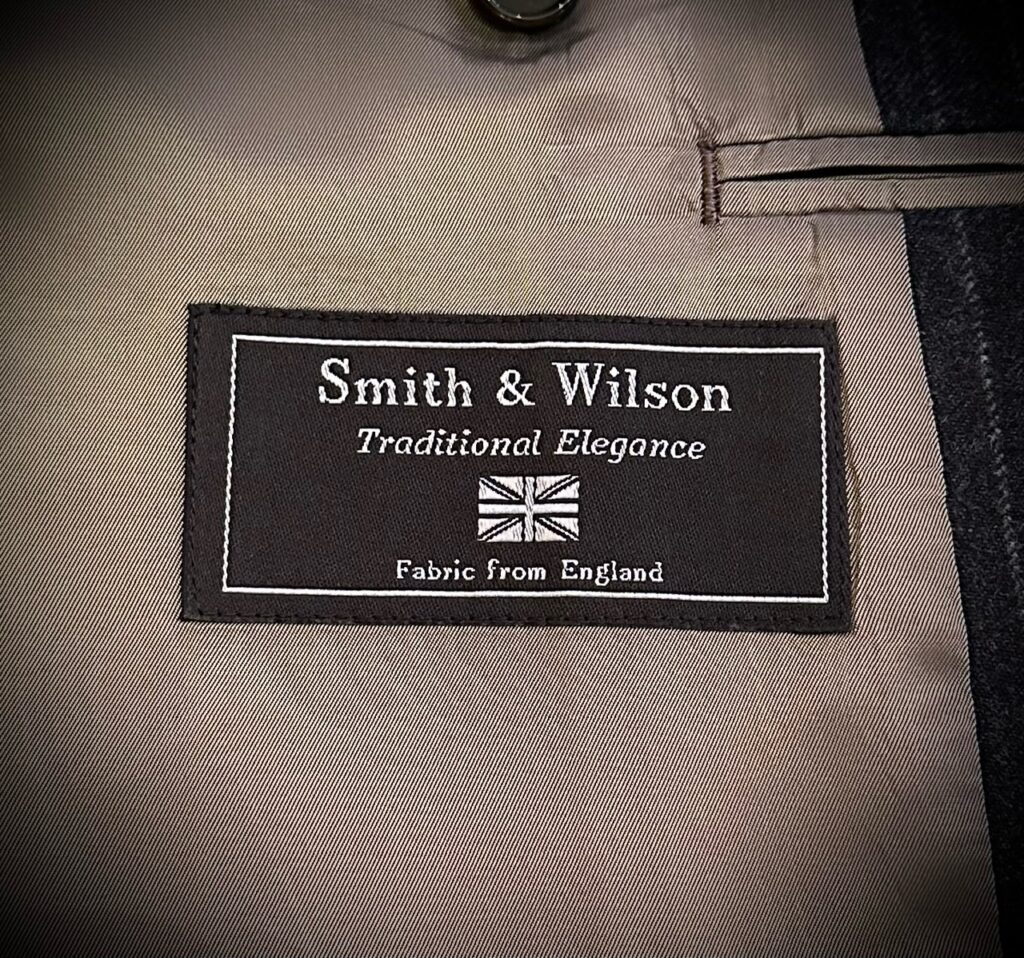 Smith & Wilson
Traditional Elegance
Fabric from England